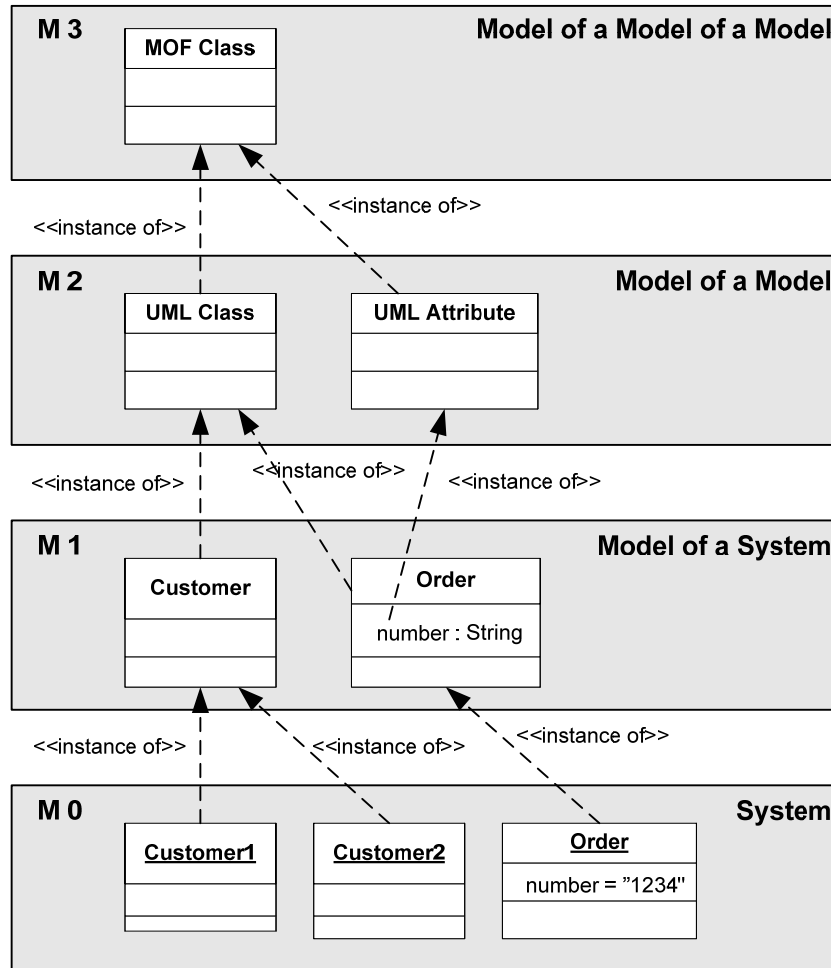 M 3
Model of a Model of a Model
MOF Class
<<instance of>>
<<instance of>>
M 2
Model of a Model
UML Class
UML Attribute
<<instance of>>
<<instance of>>
<<instance of>>
M 1
Model of a System
Customer
Order
number : String
<<instance of>>
<<instance of>>
<<instance of>>
M 0
System
Customer1
Customer2
Order
number = ”1234"